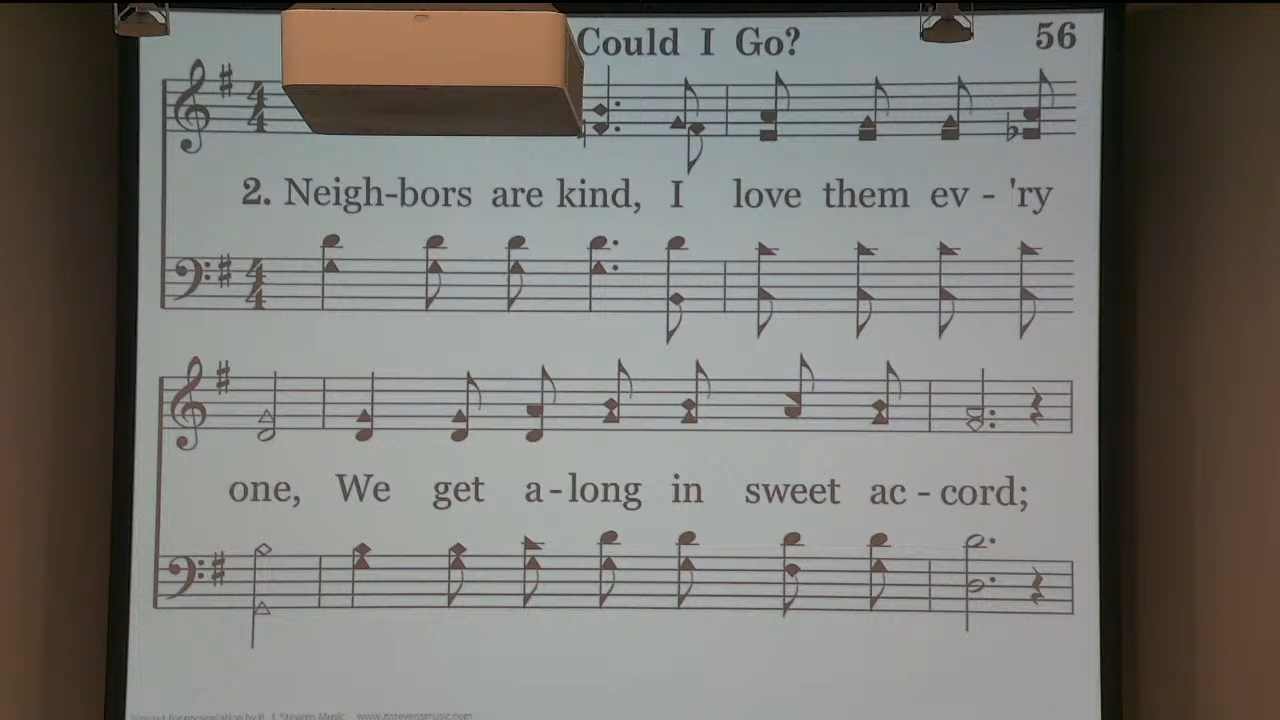 Could I Go? 56
2. Neigh-bors are kind, I love them ev - 'ry
one, We get a-long in sweet ac - cord;